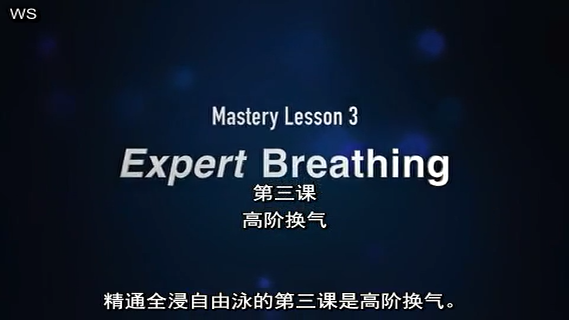 WS
Mastery Lesson 3
Expert Breathing
第三课
高阶换气
精通全浸自由泳的第三课是高阶换气。